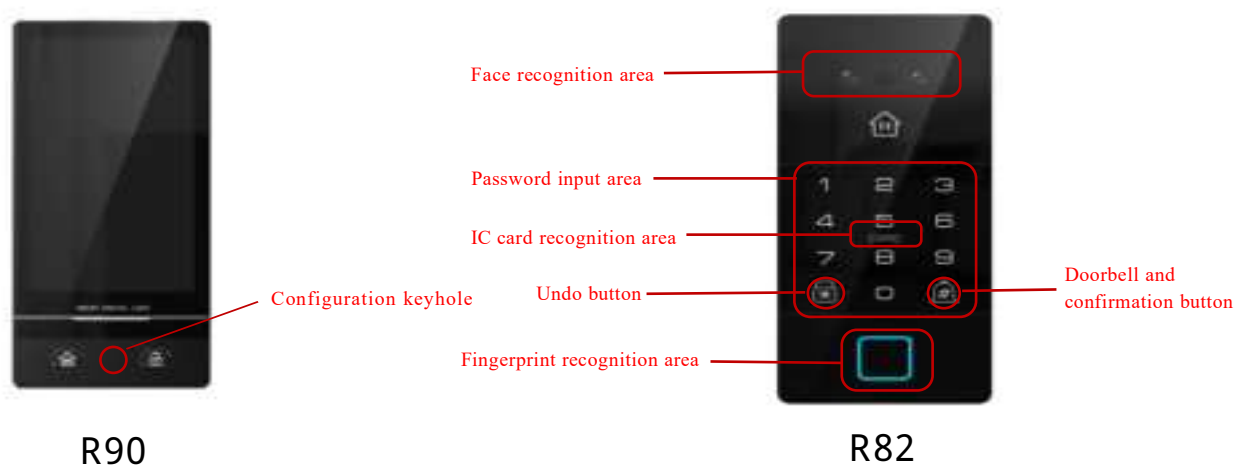 Face recognition area
Password input area
IC card recognition area
Undo button
Fingerprint recognition area
Configuration keyhole
Doorbell and
confirmation button
1 2 3
4 5 6
7 8 9
0
R90
R82